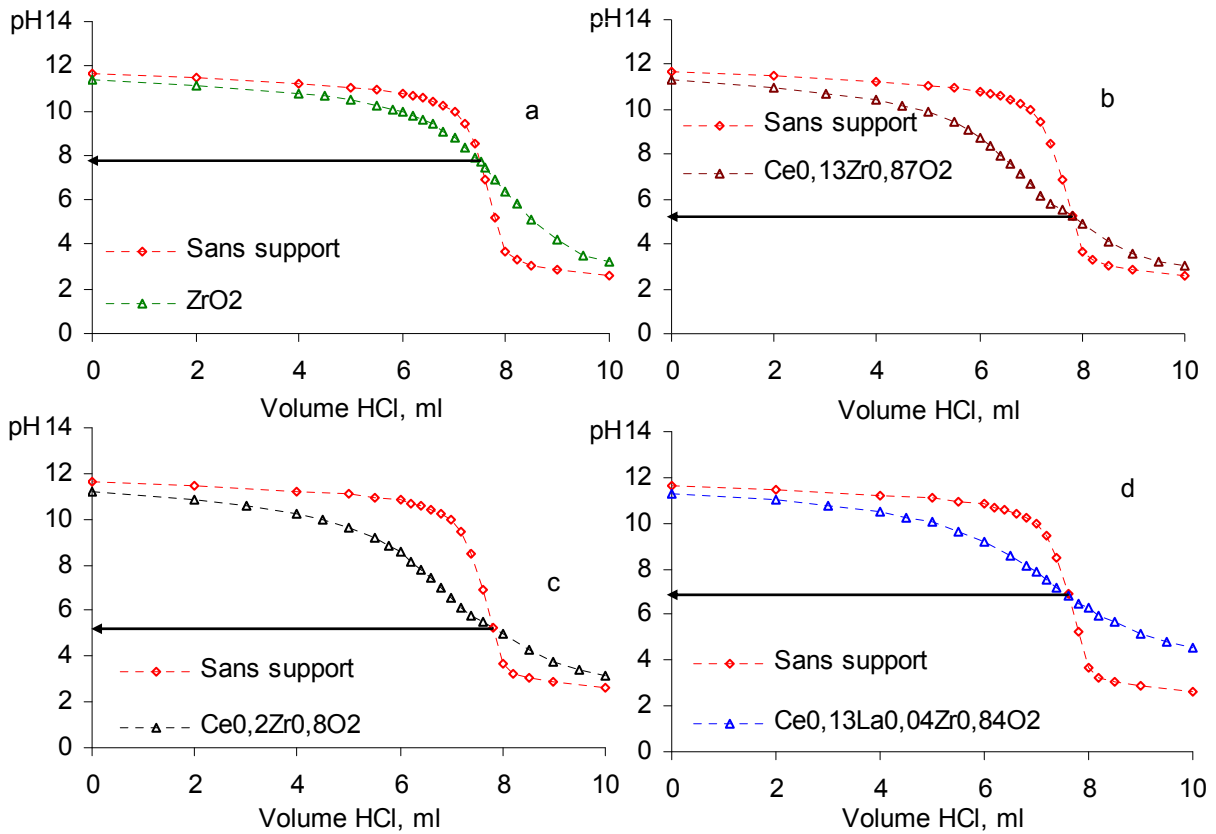 pH
14
12
10
8
6
4
2
0
a
Sans support
ZrO2
0 2 4 6 8 10
Volume HCl, ml
pH
14
12
10
8
6
4
2
0
b
Sans support
Ce0,13Zr0,87O2
0 2 4 6 8 10
Volume HCl, ml
pH
14
12
10
8
6
4
2
0
c
Sans support
Ce0,2Zr0,8O2
0 2 4 6 8 10
Volume HCl, ml
pH
14
12
10
8
6
4
2
0
d
Sans support
Ce0,13La0,04Zr0,84O2
0 2 4 6 8 10
Volume HCl, ml